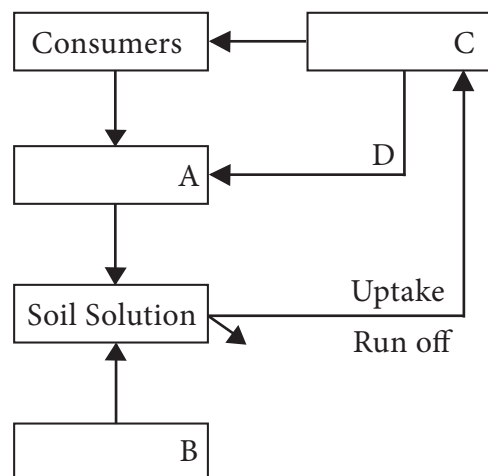 Consumers
C
D
A
Uptake
Soil Solution
Run off
B